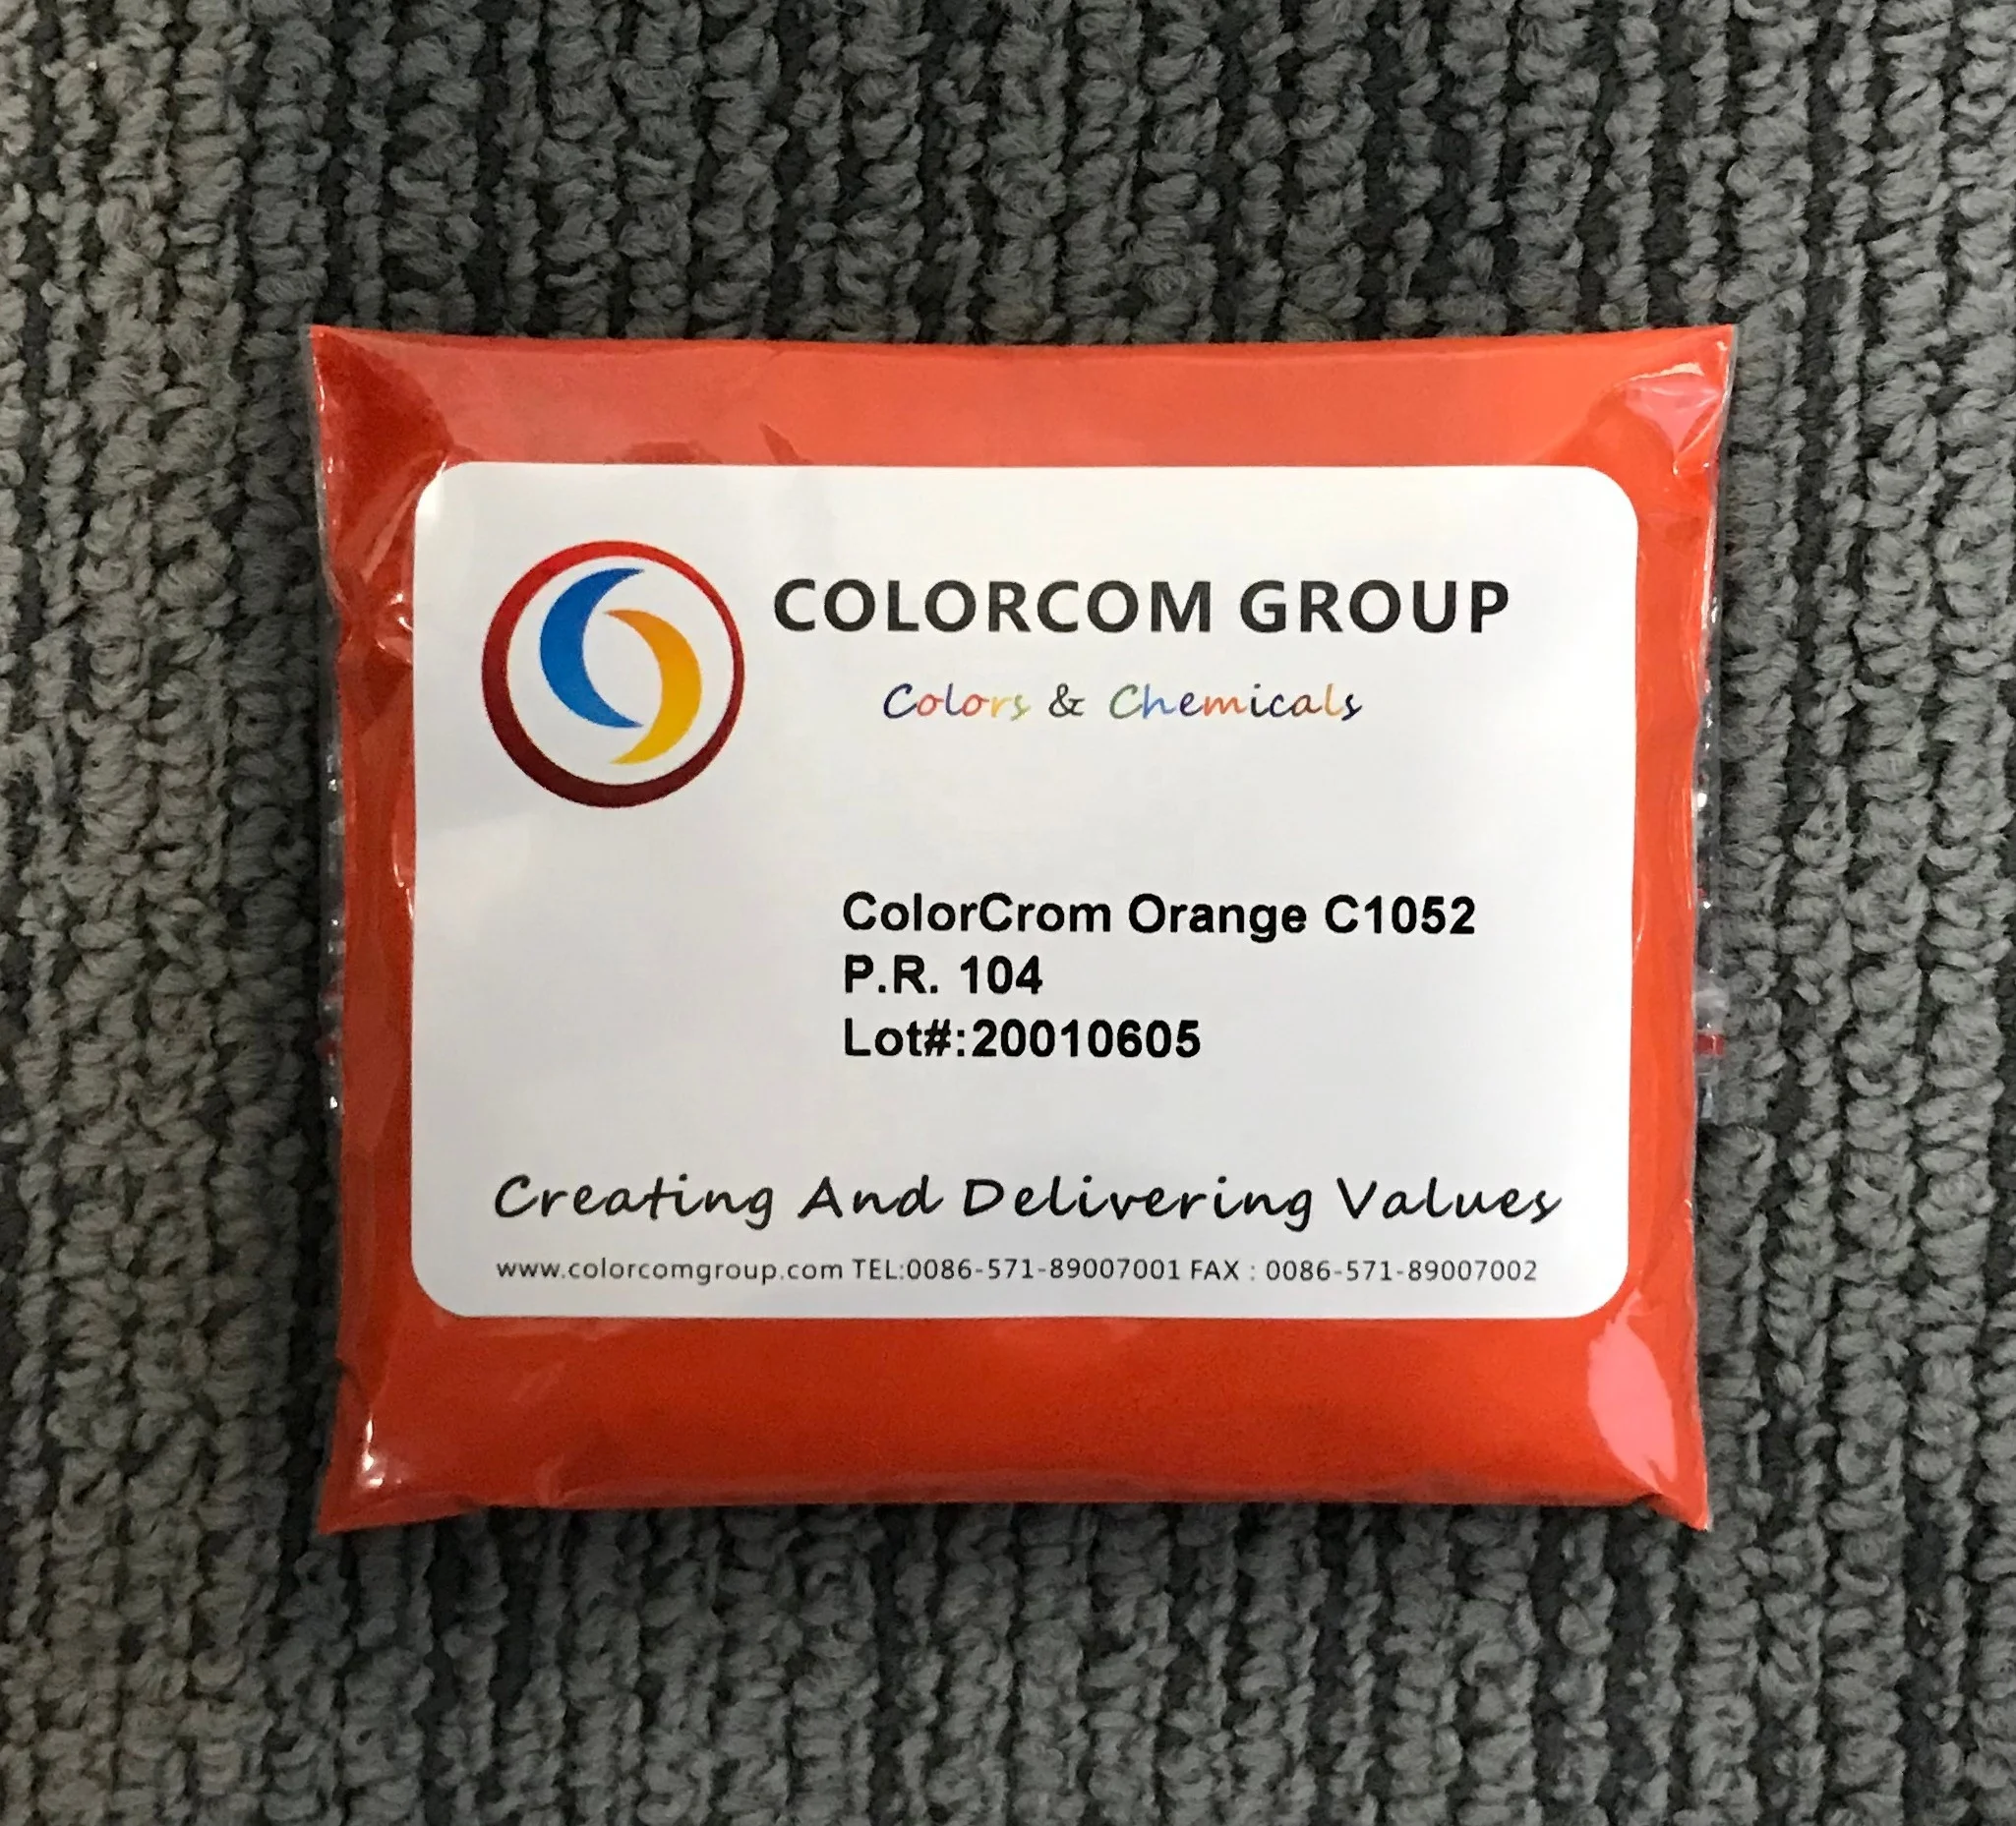 COLORCOM GROUP
Colors & Chemicals
ColorCrom Orange C1052
P.R. 104
Lot#:20010605
Creating And Delivering Values
www.colorcomgroup.com TEL:0086-571-89007001 FAX : 0086-571-89007002